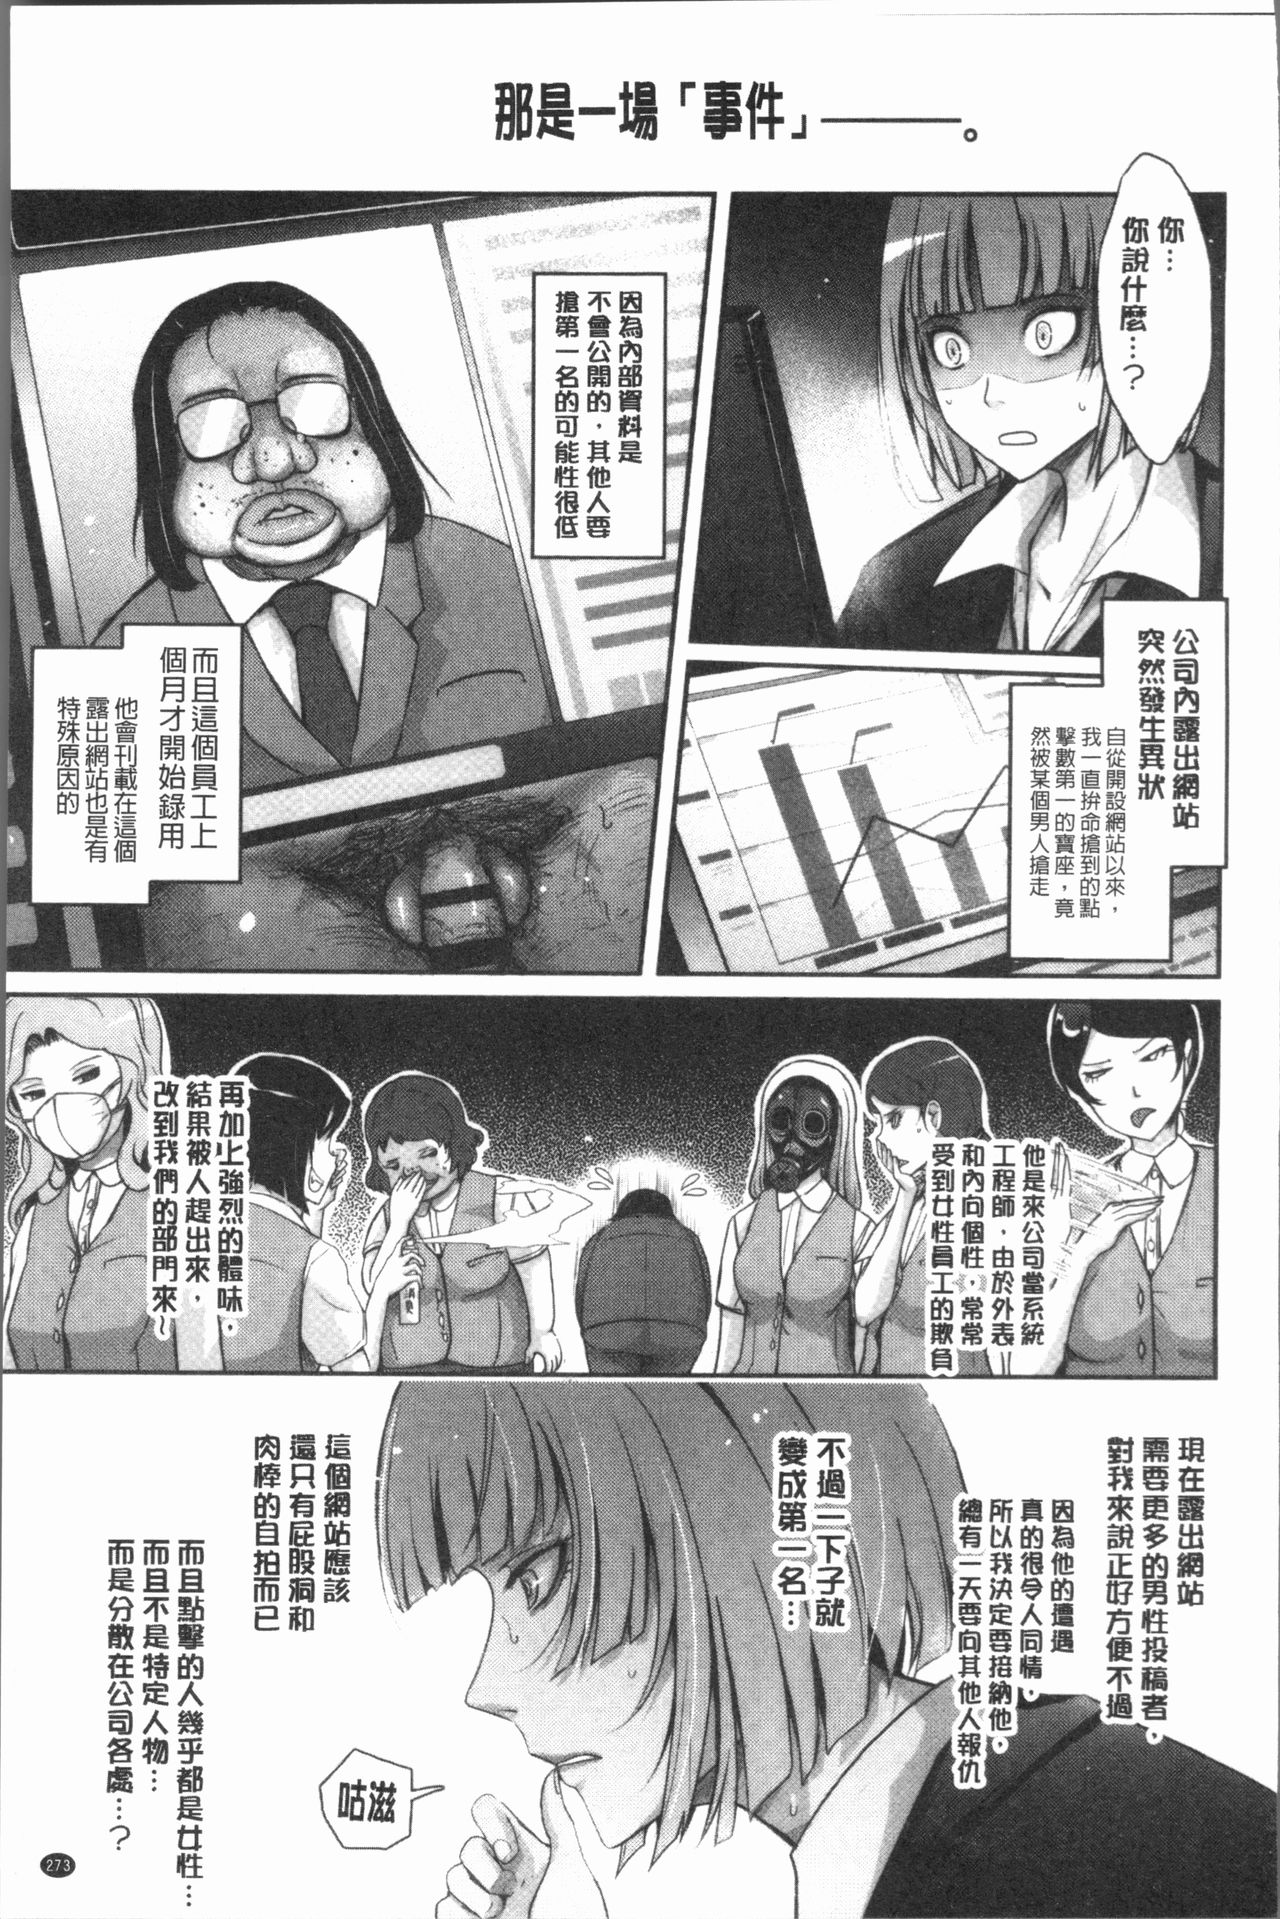 那是一場「事件」———。
你…
你說什麼…？
公司內露出網站
突然發生異狀
自從開設網站以來，
我一直拚命搶到的點
擊數第一的寶座，竟
然被某個男人搶走
因為內部資料是
不會公開的，其他人要
搶第一名的可能性很低
而且這個員工上
個月才開始錄用
他會刊載在這個
露出網站也是有
特殊原因的
他是來公司當系統
工程師，由於外表
和內向個性，常常
受到女性員工的欺負
再加上強烈的體味，
結果被人趕出來，
改到我們的部門來~
現在露出網站
需要更多的男性投稿者，
對我來說正好方便不過
因為他的遭遇
真的很令人同情，
所以我決定要接納他，
總有一天要向其他人報仇
不過一下子就
變成第一名…
這個網站應該
還只有屁股洞和
肉棒的自拍而已
而且點擊的人幾乎都是女性…
而且不是特定人物…
而是分散在公司各處…？
咕滋
273